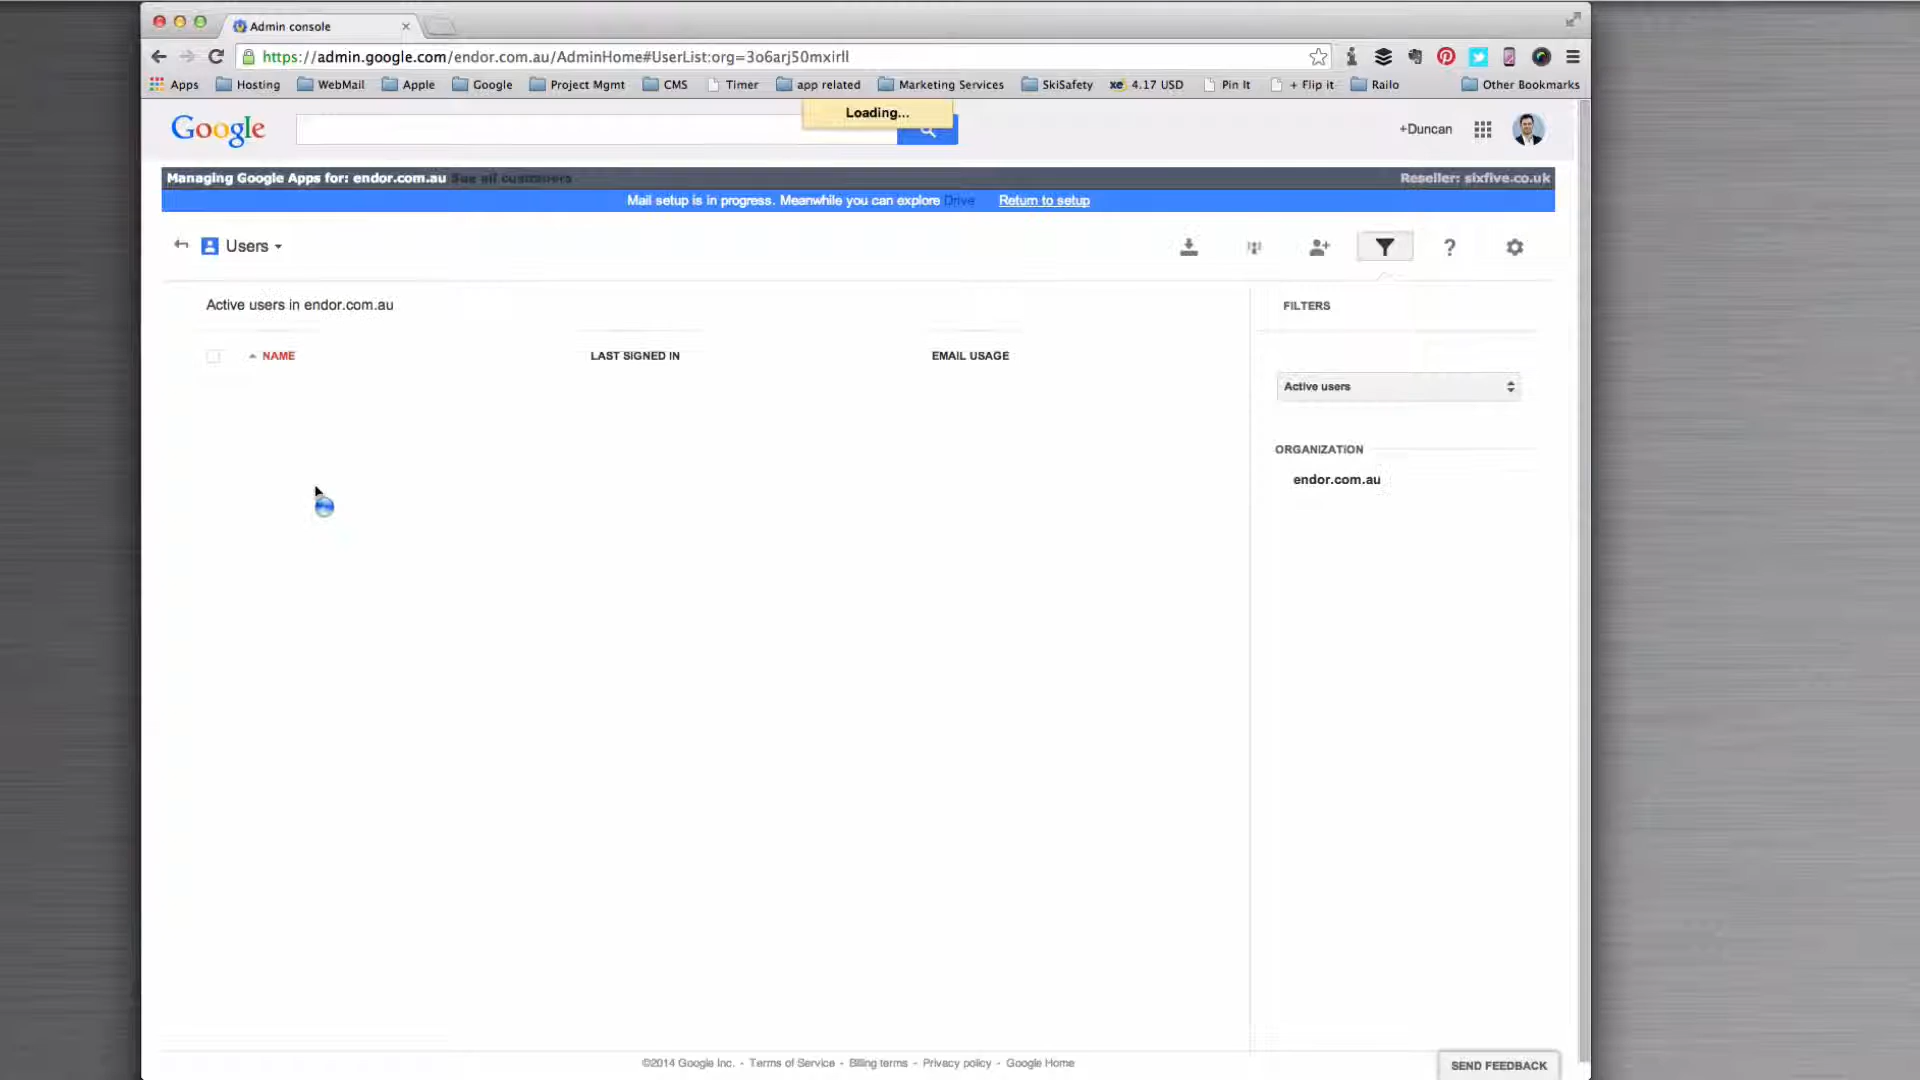 Admin console
https://admin.google.com/endor.com.au/AdminHome#UserList:org=3o6arj50mxirll
Apps Hosting WebMail Apple Google Project Mgmt CMS Timer app related Marketing Services SkiSafety xe 4.17 USD Pin It + Flip it Railo Other Bookmarks
Loading...
Google +Duncan
Managing Google Apps for: endor.com.au See all customers Reseller: sixfive.co.uk
Mail setup is in progress. Meanwhile you can explore Drive Return to setup
Users ?
Active users in endor.com.au FILTERS
NAME LAST SIGNED IN EMAIL USAGE
Active users
ORGANIZATION
endor.com.au
©2014 Google Inc. - Terms of Service - Billing terms - Privacy policy - Google Home
SEND FEEDBACK